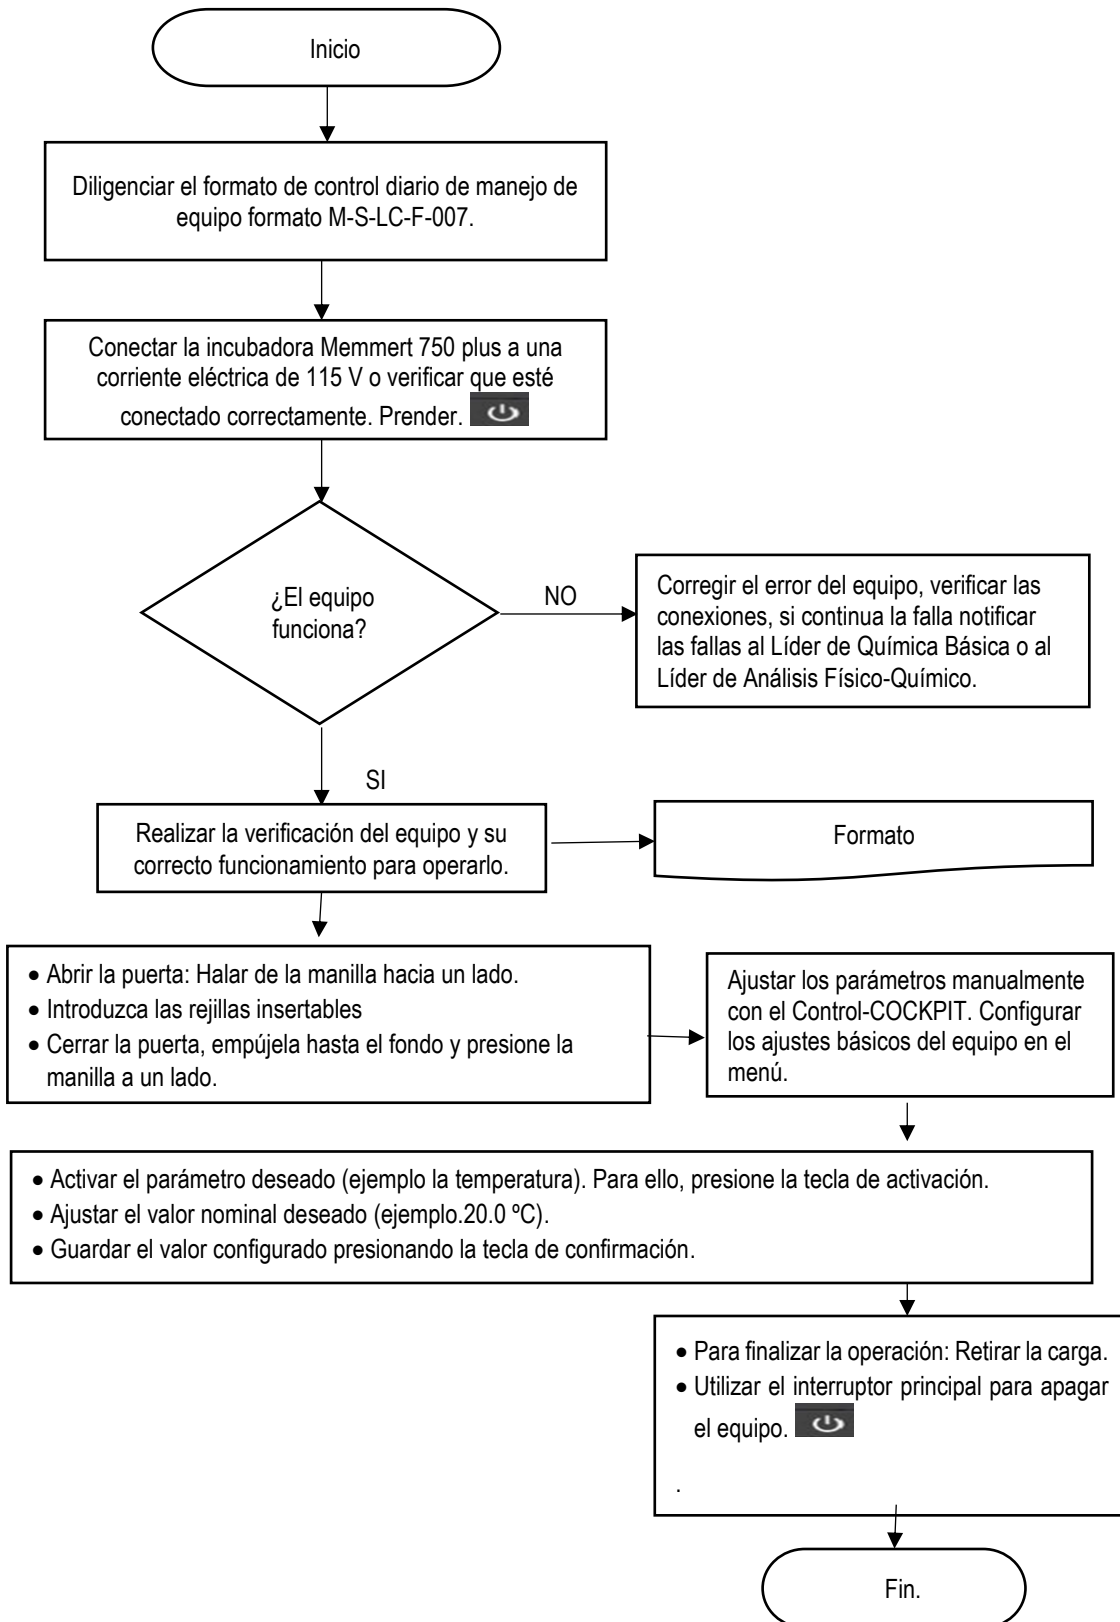 Inicio
Diligenciar el formato de control diario de manejo de
equipo formato M-S-LC-F-007.
Conectar la incubadora Memmert 750 plus a una
corriente eléctrica de 115 V o verificar que esté
conectado correctamente. Prender.
¿El equipo
funciona?
NO
Corregir el error del equipo, verificar las
conexiones, si continua la falla notificar
las fallas al Líder de Química Básica o al
Líder de Análisis Físico-Químico.
SI
Realizar la verificación del equipo y su
correcto funcionamiento para operarlo.
Formato
• Abrir la puerta: Halar de la manilla hacia un lado.
• Introduzca las rejillas insertables
• Cerrar la puerta, empújela hasta el fondo y presione la
manilla a un lado.
Ajustar los parámetros manualmente
con el Control-COCKPIT. Configurar
los ajustes básicos del equipo en el
menú.
• Activar el parámetro deseado (ejemplo la temperatura). Para ello, presione la tecla de activación.
• Ajustar el valor nominal deseado (ejemplo.20.0 ºC).
• Guardar el valor configurado presionando la tecla de confirmación.
• Para finalizar la operación: Retirar la carga.
• Utilizar el interruptor principal para apagar
el equipo.
.
Fin.